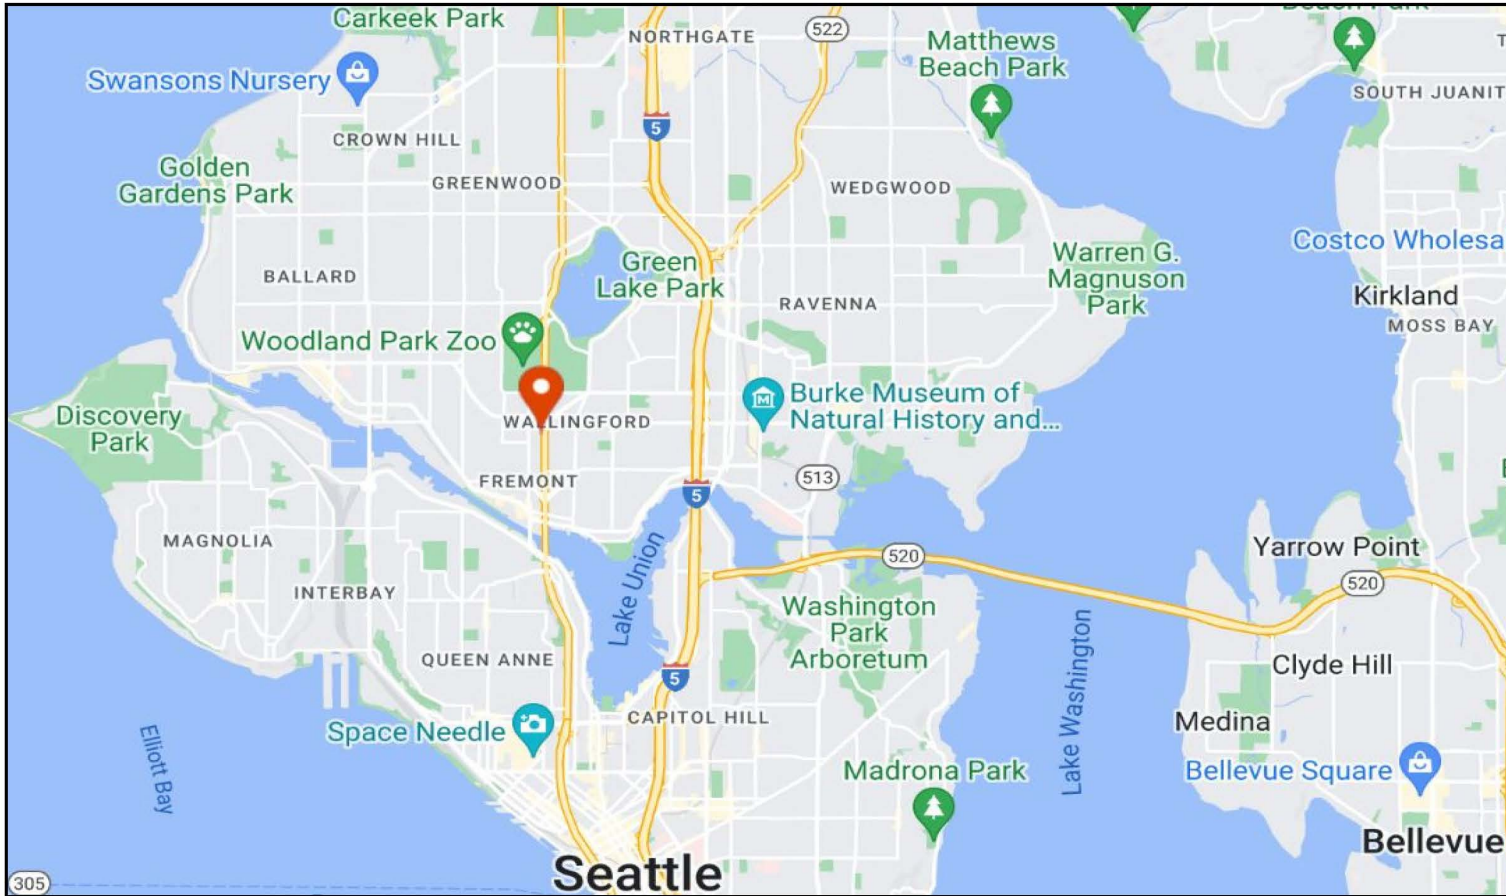 Carkeek Park
NORTHGATE
522
Matthews
Beach Park
Swansons Nursery
SOUTH JUANIT
5
CROWN HILL
Golden
Gardens Park
GREENWOOD
WEDGWOOD
Costco Wholesa
Warren G.
Magnuson
Park
BALLARD
Green
Lake Park
RAVENNA
Kirkland
MOSS BAY
Woodland Park Zoo
Burke Museum of
Natural History and...
Discovery
Park
WALLINGFORD
FREMONT
513
5
MAGNOLIA
Lake Union
520
Yarrow Point
520
INTERBAY
Washington
Park
Arboretum
QUEEN ANNE
5
Clyde Hill
Lake Washington
CAPITOL HILL
Medina
Space Needle
Elliott Bay
Madrona Park
Bellevue Square
Bellevue
Seattle
305